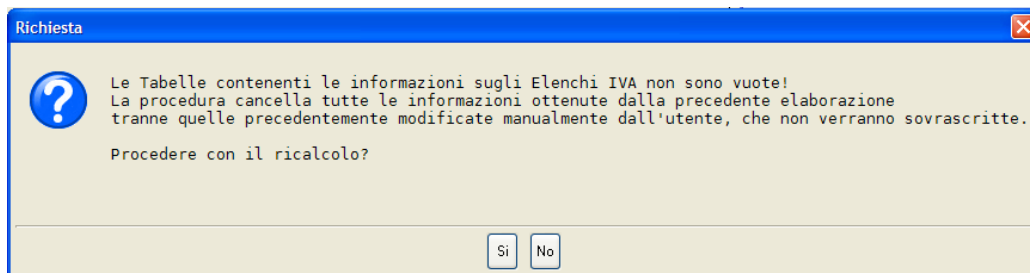 Richiesta
Le Tabelle contenenti le informazioni sugli Elenchi IVA non sono vuote!
La procedura cancella tutte le informazioni ottenute dalla precedente elaborazione
tranne quelle precedentemente modificate manualmente dall'utente, che non verranno sovrascritte.
Procedere con il ricalcolo?
Si No